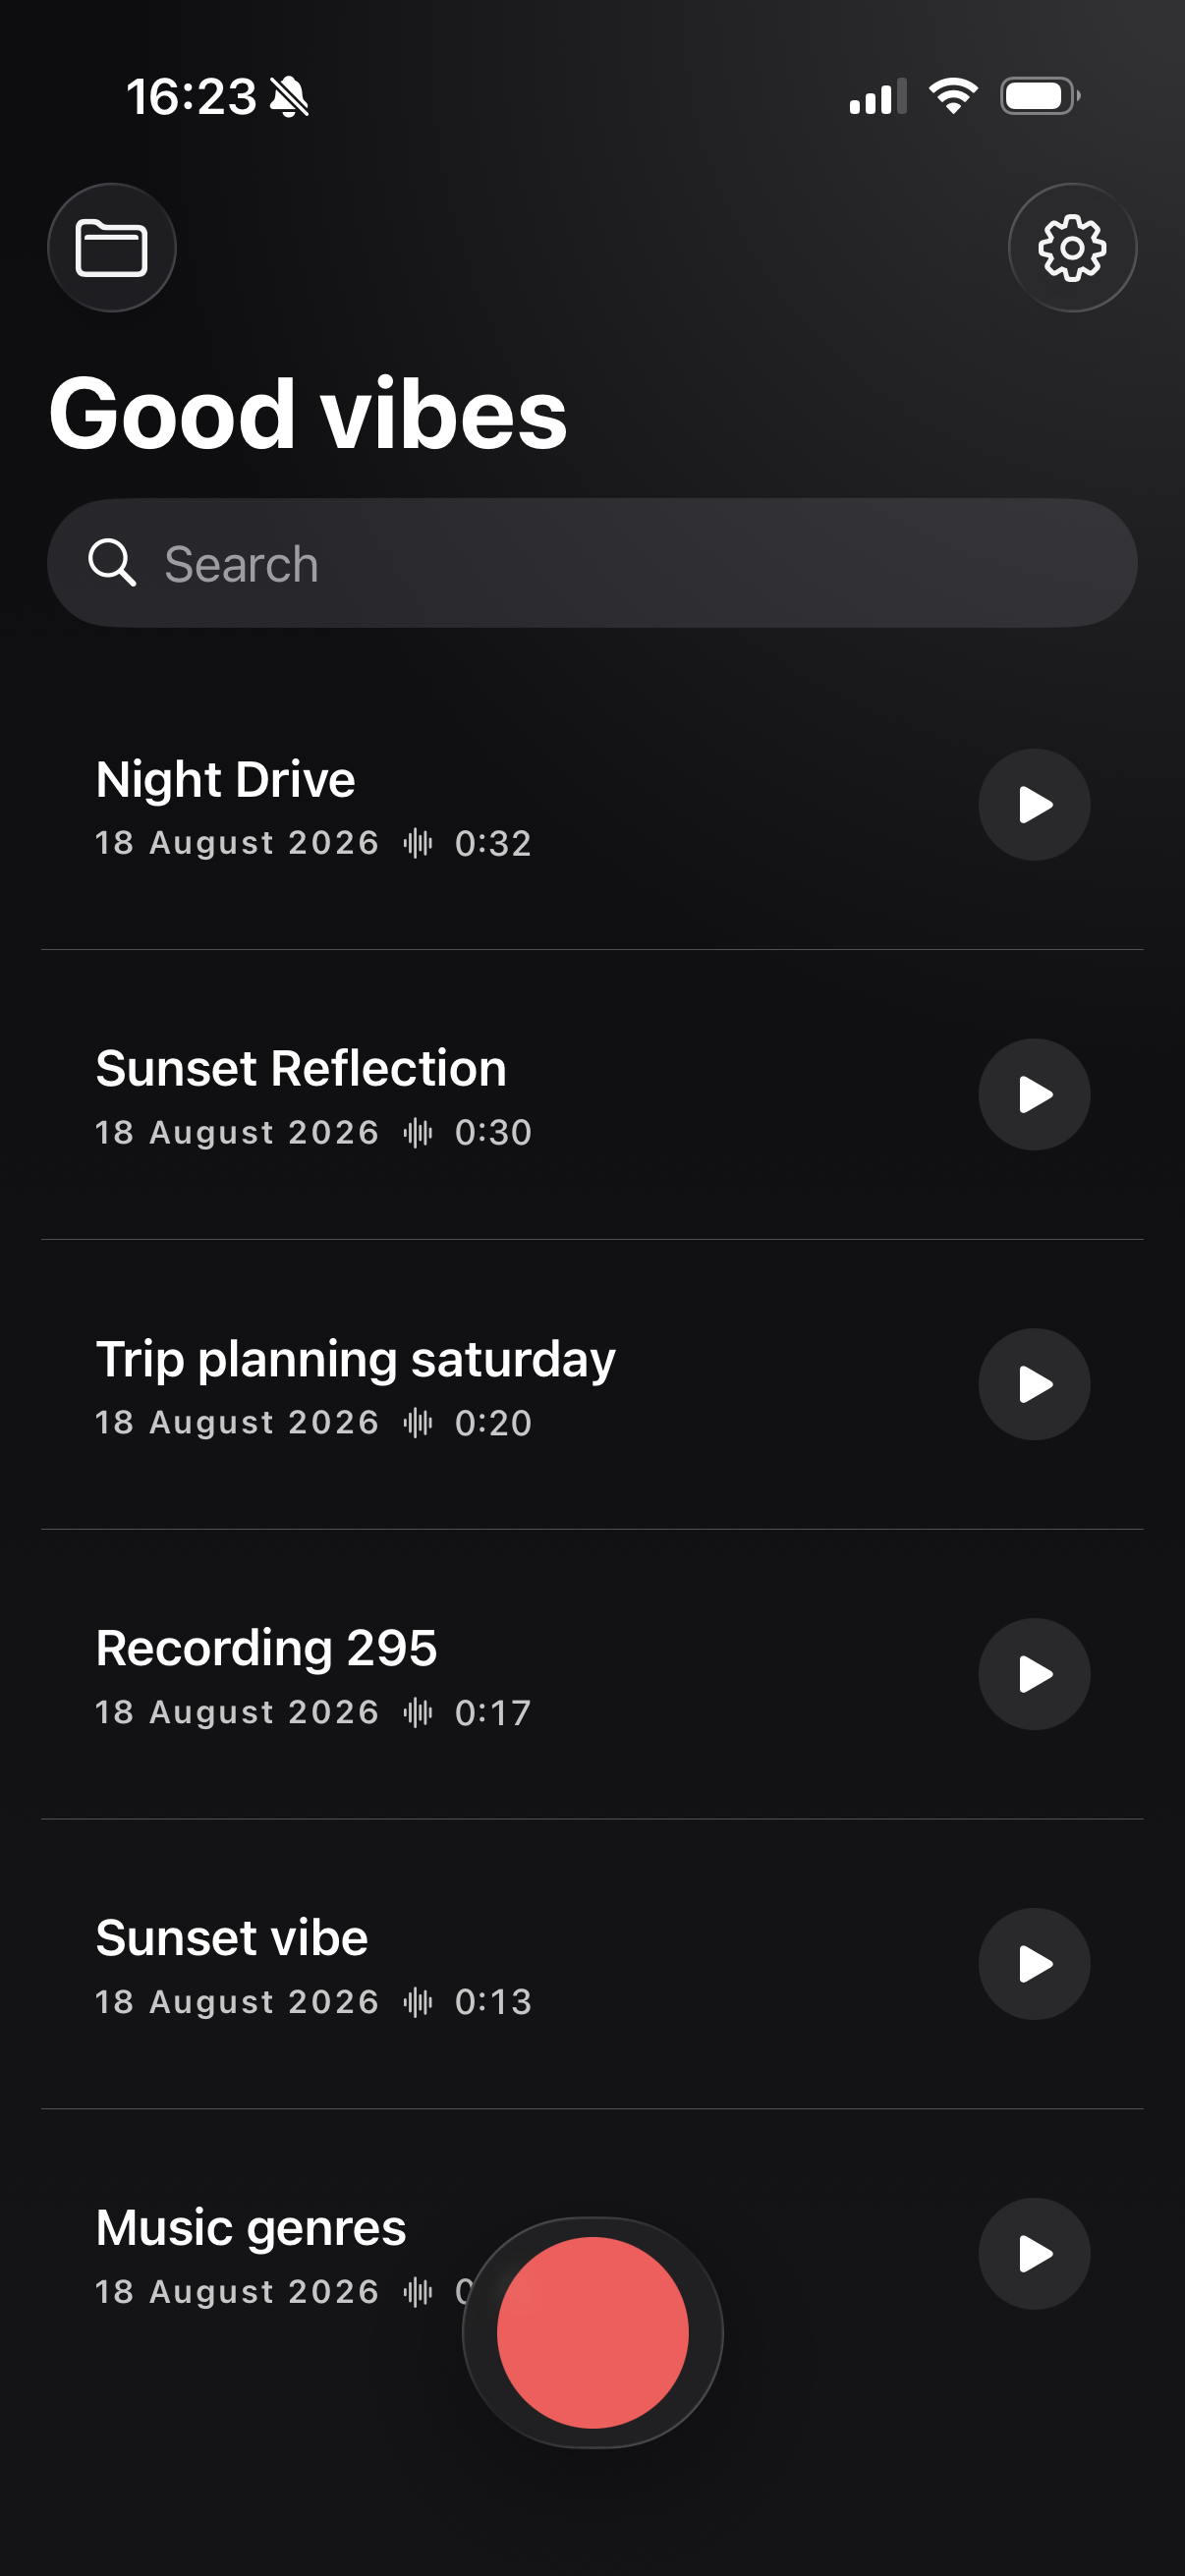 16:23
Good vibes
Search
Night Drive
18 August 2026 0:32
Sunset Reflection
18 August 2026 0:30
Trip planning saturday
18 August 2026 0:20
Recording 295
18 August 2026 0:17
Sunset vibe
18 August 2026 0:13
Music genres
18 August 2026